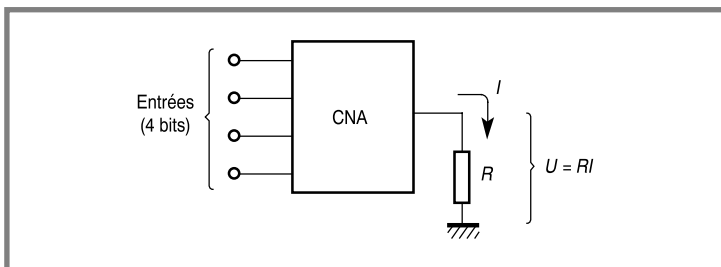 Entrées
(4 bits)
CNA
I
R
U = RI